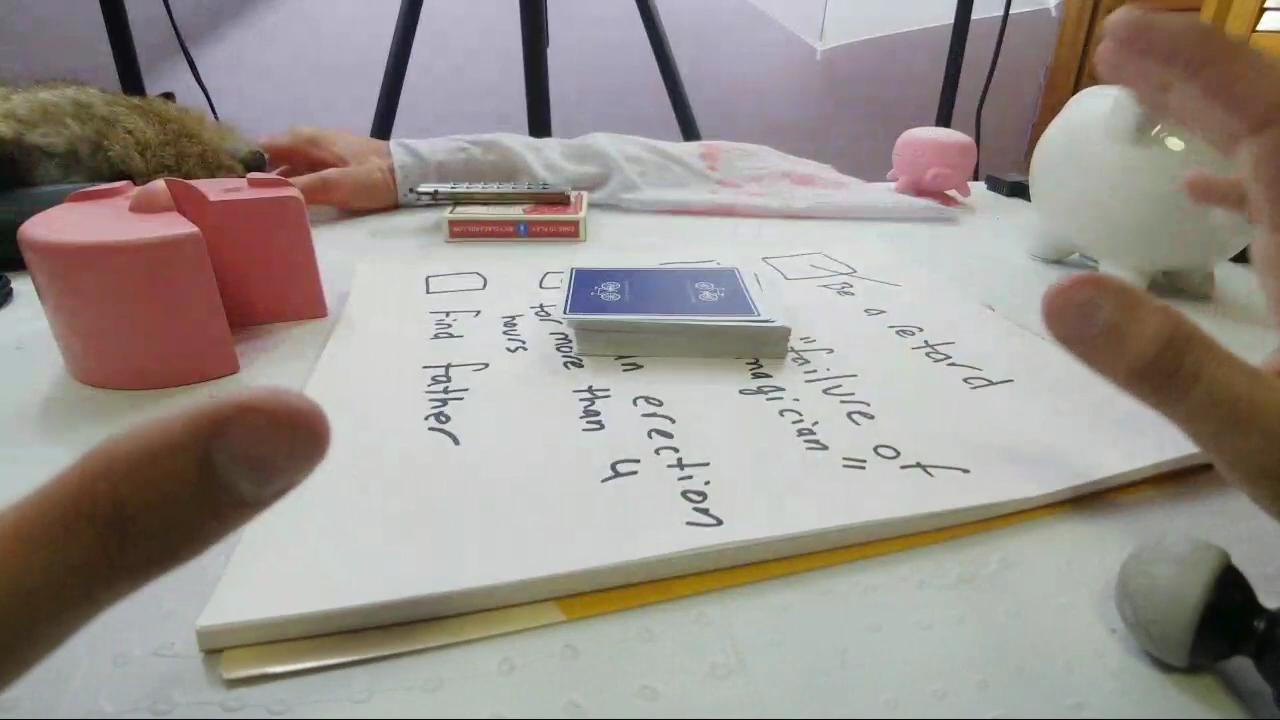 Be a retard
"failure of
magician"
erection
for more than 4
hours
find father